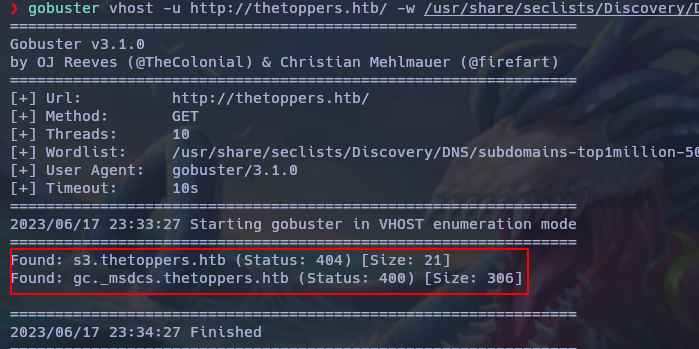 ❯ gobuster vhost -u http://thetoppers.htb/ -w /usr/share/seclists/Discovery/D
===============================================================
Gobuster v3.1.0
by OJ Reeves (@TheColonial) & Christian Mehlmauer (@firefart)
===============================================================
[+] Url:          http://thetoppers.htb/
[+] Method:       GET
[+] Threads:      10
[+] Wordlist:     /usr/share/seclists/Discovery/DNS/subdomains-top1million-50
[+] User Agent:   gobuster/3.1.0
[+] Timeout:      10s
===============================================================
2023/06/17 23:33:27 Starting gobuster in VHOST enumeration mode
===============================================================
Found: s3.thetoppers.htb (Status: 404) [Size: 21]
Found: gc._msdcs.thetoppers.htb (Status: 400) [Size: 306]
===============================================================
2023/06/17 23:34:27 Finished
===============================================================